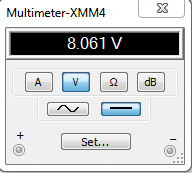 Multimeter-XMM4
8.061 V
A V Ω dB
+ Set... −